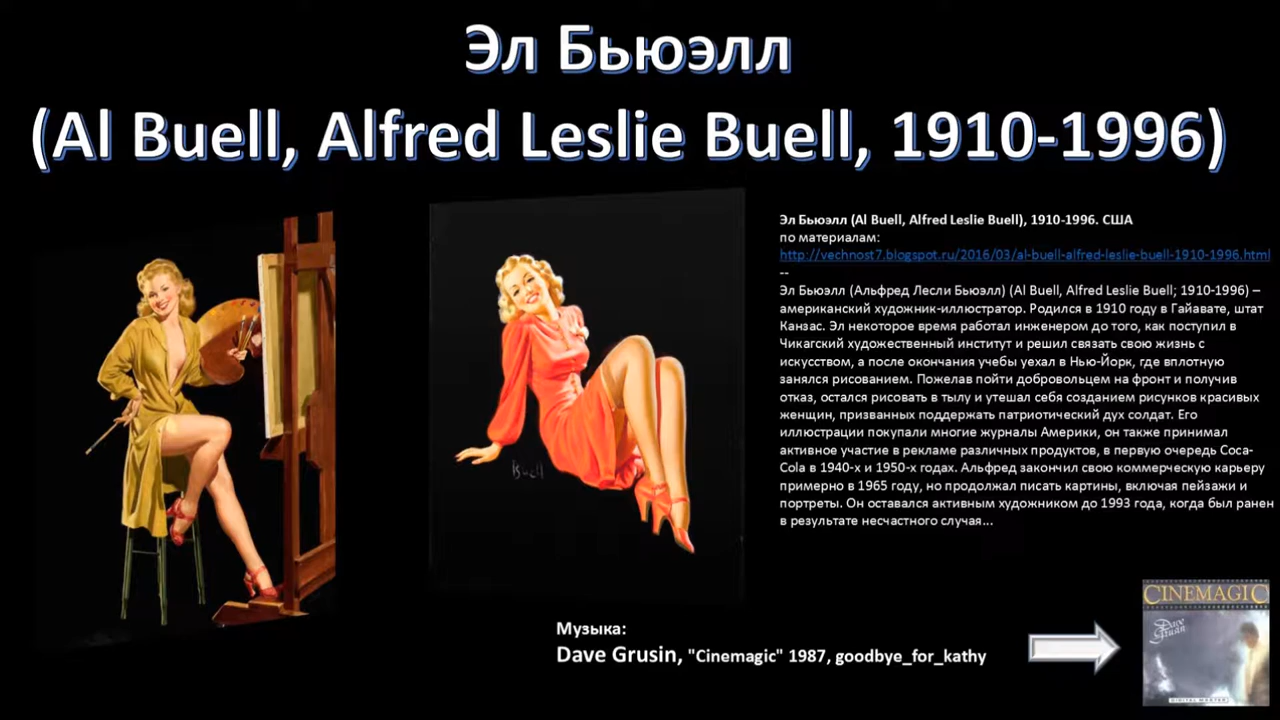 Эл Бьюэлл
(Al Buell, Alfred Leslie Buell, 1910-1996)
Эл Бьюэлл (Al Buell, Alfred Leslie Buell), 1910-1996. США
по материалам:
http://vechnost7.blogspot.ru/2016/03/al-buell-alfred-leslie-buell-1910-1996.html
--
Эл Бьюэлл (Альфред Лесли Бьюэлл) (Al Buell, Alfred Leslie Buell; 1910-1996) –
американский художник-иллюстратор. Родился в 1910 году в Гайавате, штат
Канзас. Эл некоторое время работал инженером до того, как поступил в
Чикагский художественный институт и решил связать свою жизнь с
искусством, а после окончания учебы уехал в Нью-Йорк, где вплотную
занялся рисованием. Пожелав пойти добровольцем на фронт и получив
отказ, остался рисовать в тылу и утешал себя созданием рисунков красивых
женщин, призванных поддержать патриотический дух солдат. Его
иллюстрации покупали многие журналы Америки, он также принимал
активное участие в рекламе различных продуктов, в первую очередь Coca-
Cola в 1940-х и 1950-х годах. Альфред закончил свою коммерческую карьеру
примерно в 1965 году, но продолжал писать картины, включая пейзажи и
портреты. Он оставался активным художником до 1993 года, когда был ранен
в результате несчастного случая...
Buell
Музыка:
Dave Grusin, "Cinemagic" 1987, goodbye_for_kathy
CINEMAGIC
Dave Grusin
DIGITAL MASTER